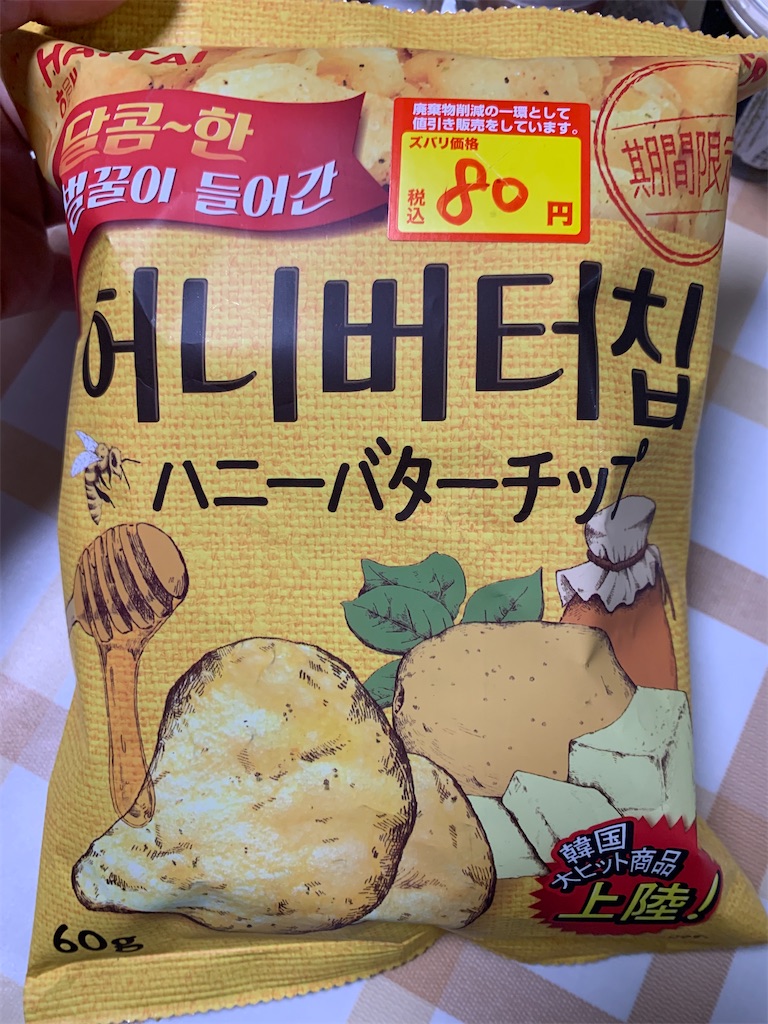 달콤~한
벌꿀이 들어간
廃棄物削減の一環として
値引き販売をしています。
ズバリ価格
税込 80 円
期間限定
허니버터칩
ハニーバターチップ
韓国
大ヒット商品
上陸!
60g